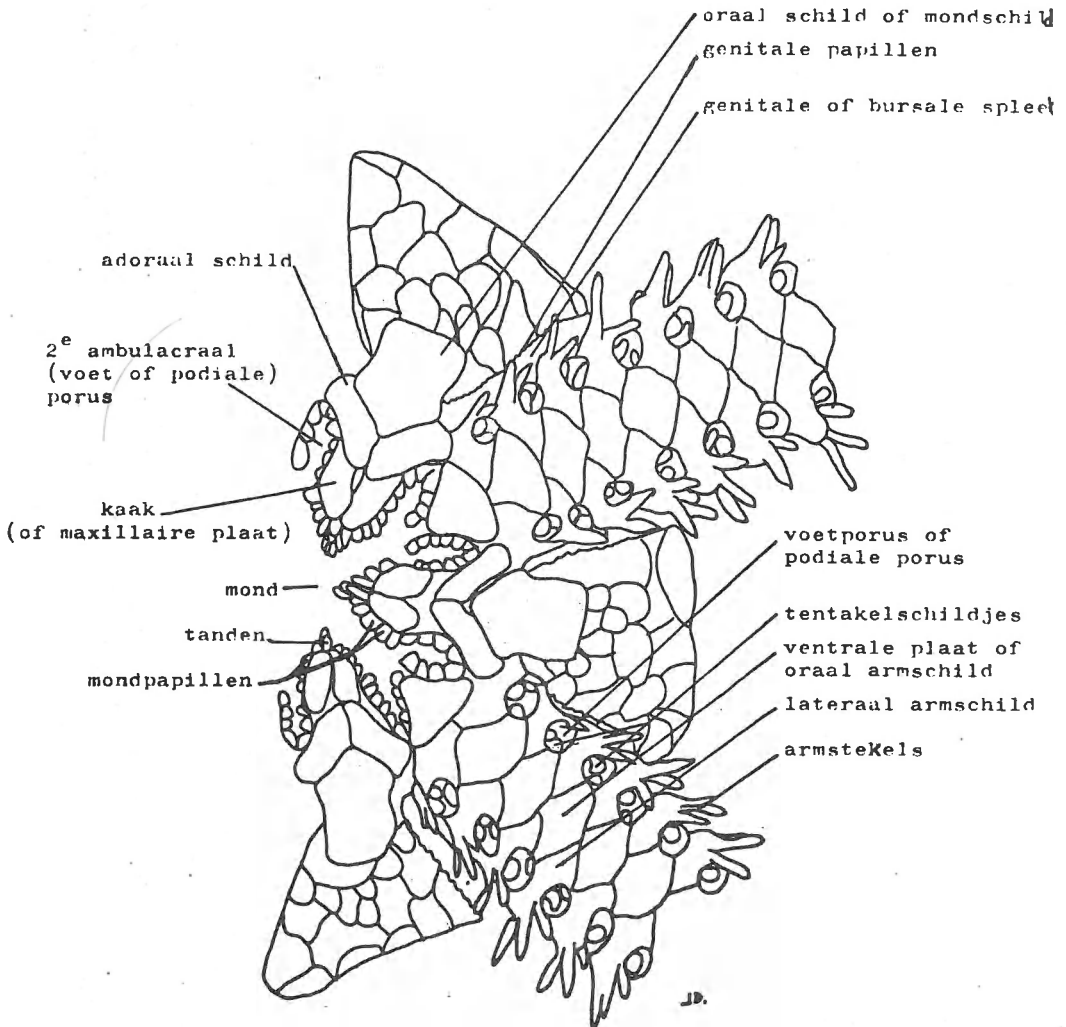 oraal schild of mondschild
genitale papillen
genitale of bursale spleet
adoraal schild
2e ambulacraal
(voet of podiale)
porus
kaak
(of maxillaire plaat)
mond
tanden
mondpapillen
voetporus of
podiale porus
tentakelschildjes
ventrale plaat of
oraal armschild
lateraal armschild
armstekels
JD.